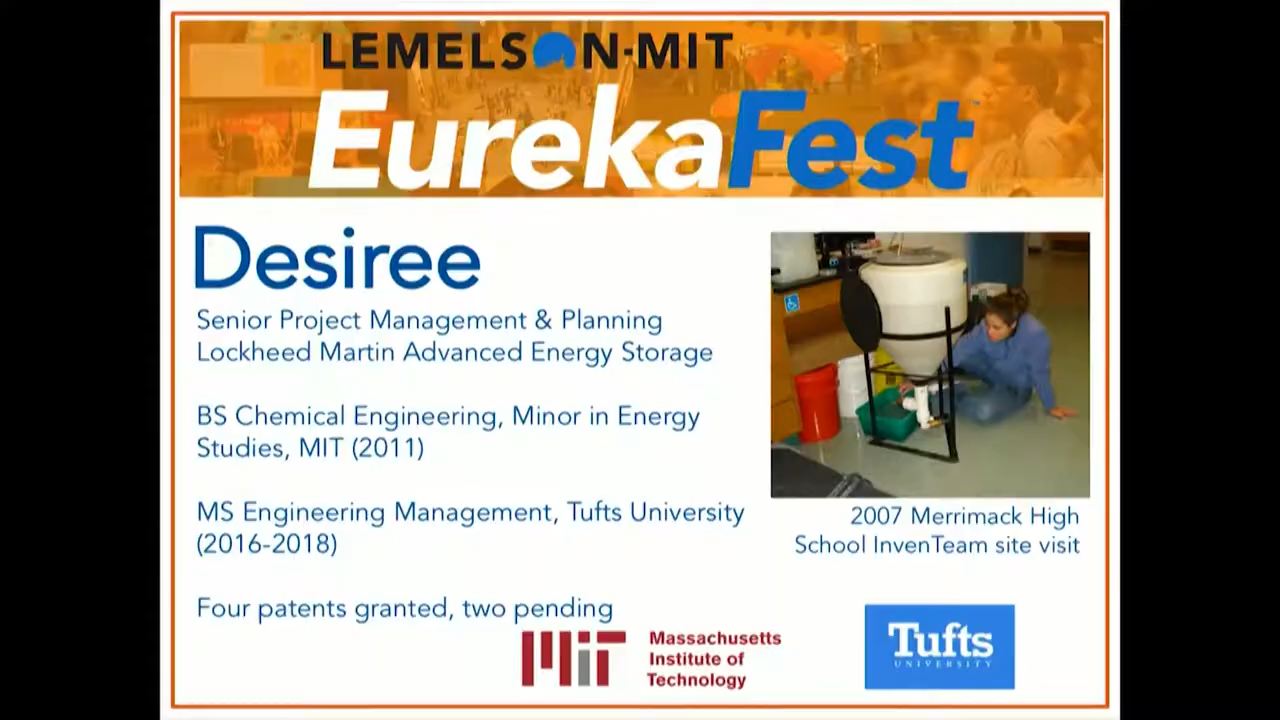 LEMELSON-MIT
EurekaFest
Desiree
Senior Project Management & Planning
Lockheed Martin Advanced Energy Storage
BS Chemical Engineering, Minor in Energy
Studies, MIT (2011)
MS Engineering Management, Tufts University
(2016-2018)
Four patents granted, two pending
2007 Merrimack High
School InvenTeam site visit
MIT
Massachusetts
Institute of
Technology
Tufts
UNIVERSITY